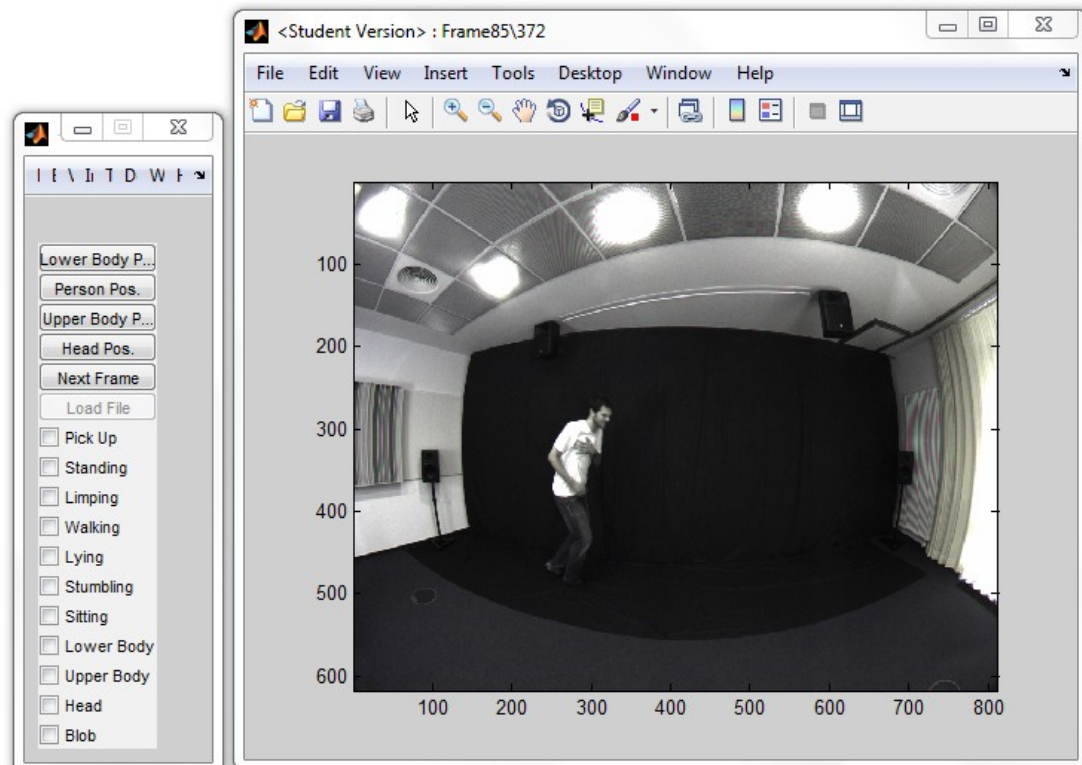 <Student Version> : Frame85\372
File Edit View Insert Tools Desktop Window Help
Lower Body P...
Person Pos.
Upper Body P...
Head Pos.
Next Frame
Load File
Pick Up
Standing
Limping
Walking
Lying
Stumbling
Sitting
Lower Body
Upper Body
Head
Blob
100
200
300
400
500
600
100 200 300 400 500 600 700 800